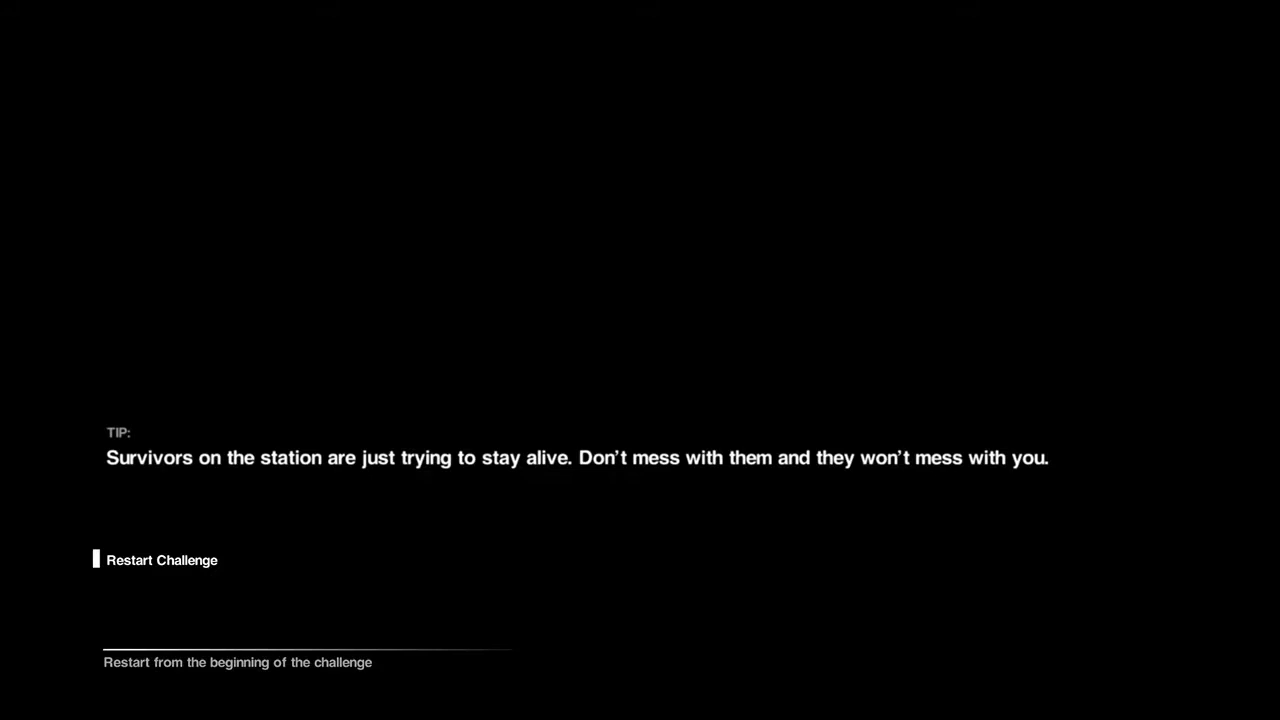 TIP:
Survivors on the station are just trying to stay alive. Don't mess with them and they won't mess with you.
Restart Challenge
Restart from the beginning of the challenge